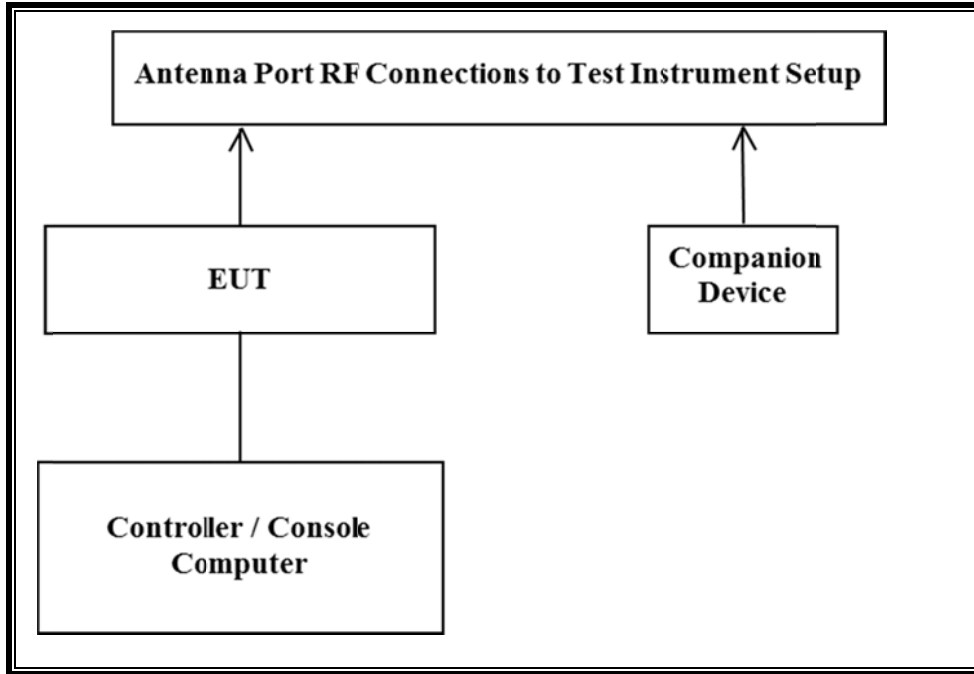 Antenna Port RF Connections to Test Instrument Setup
EUT
Companion
Device
Controller / Console
Computer